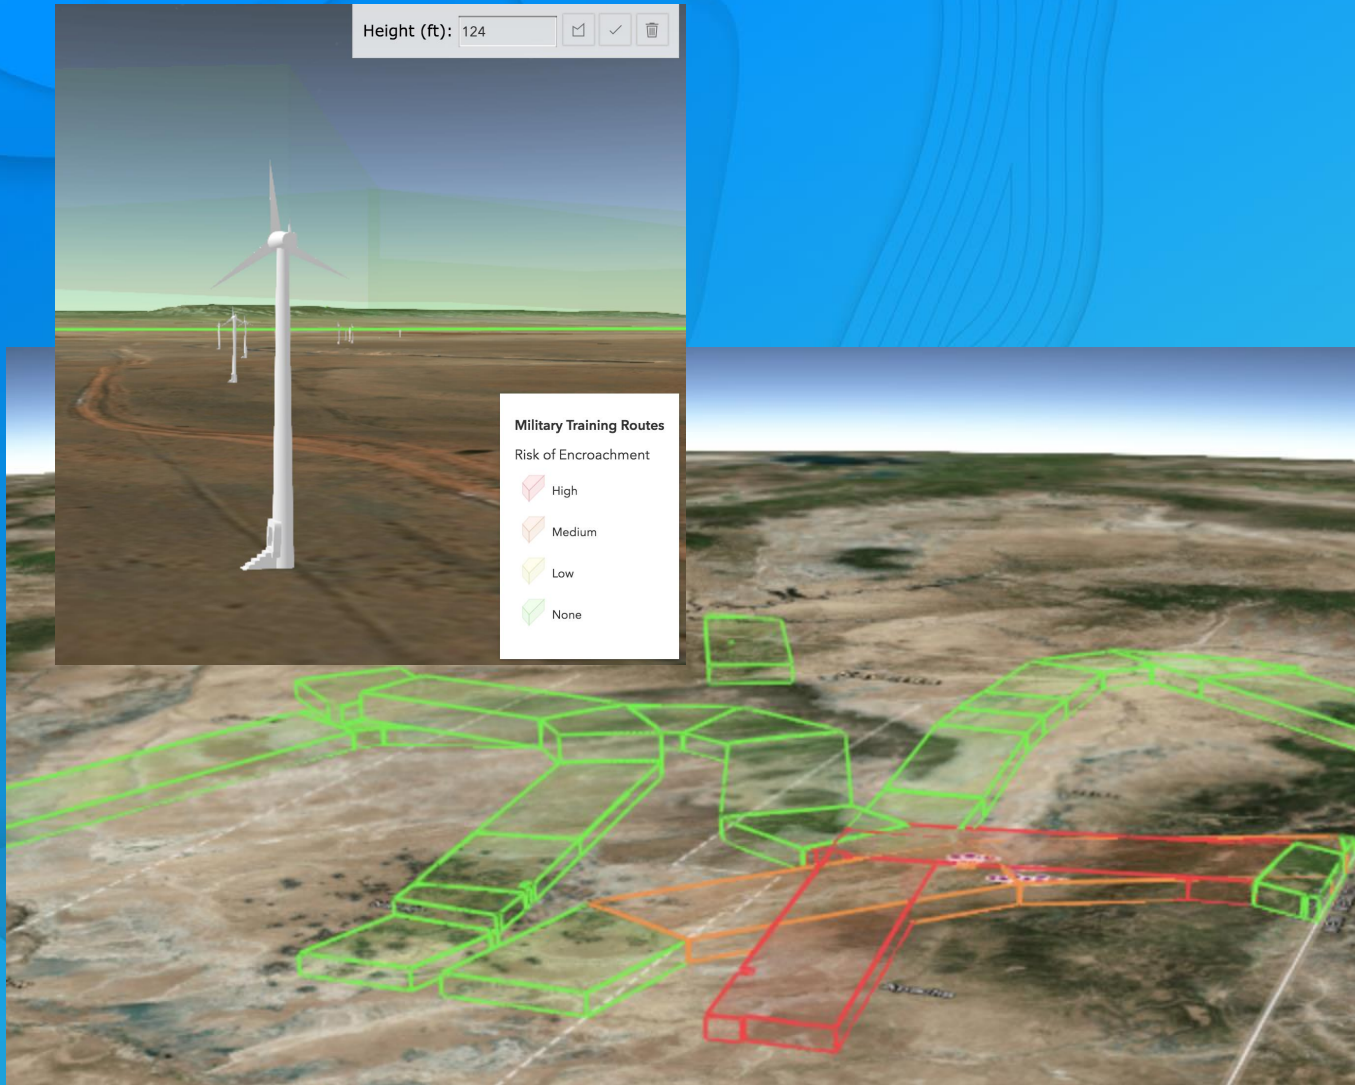 Height (ft): 124
Military Training Routes
Risk of Encroachment
High
Medium
Low
None